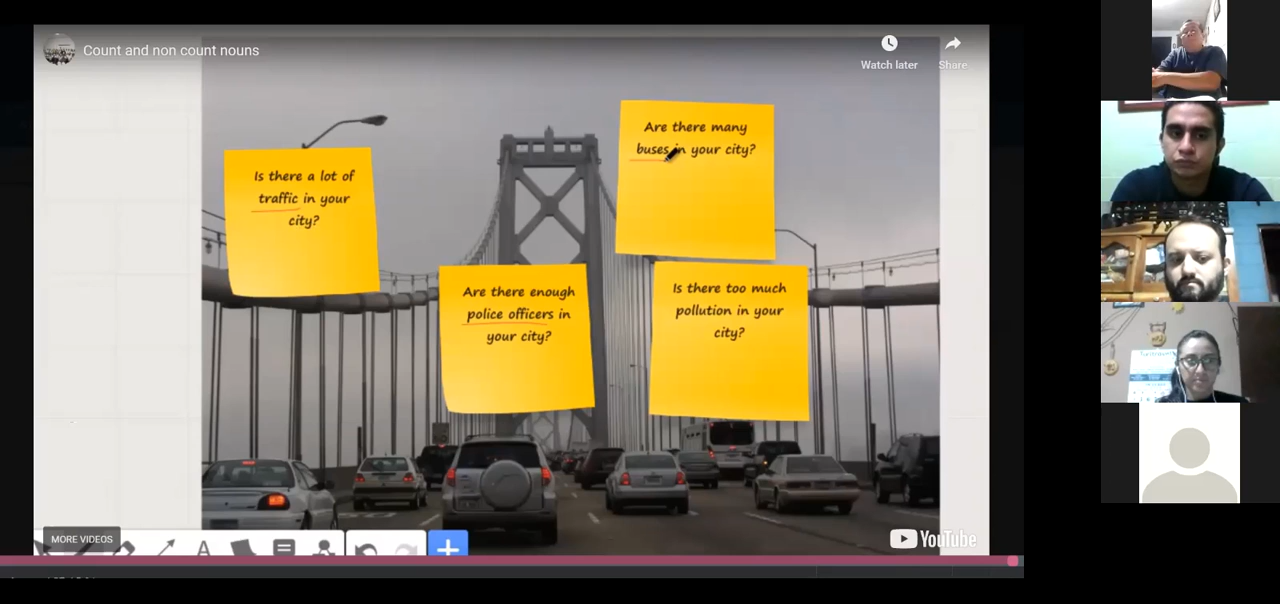 Count and non count nouns
Watch later
Share
Is there a lot of
traffic in your
city?
Are there many
buses in your city?
Are there enough
police officers in
your city?
Is there too much
pollution in your
city?
MORE VIDEOS
A
YouTube